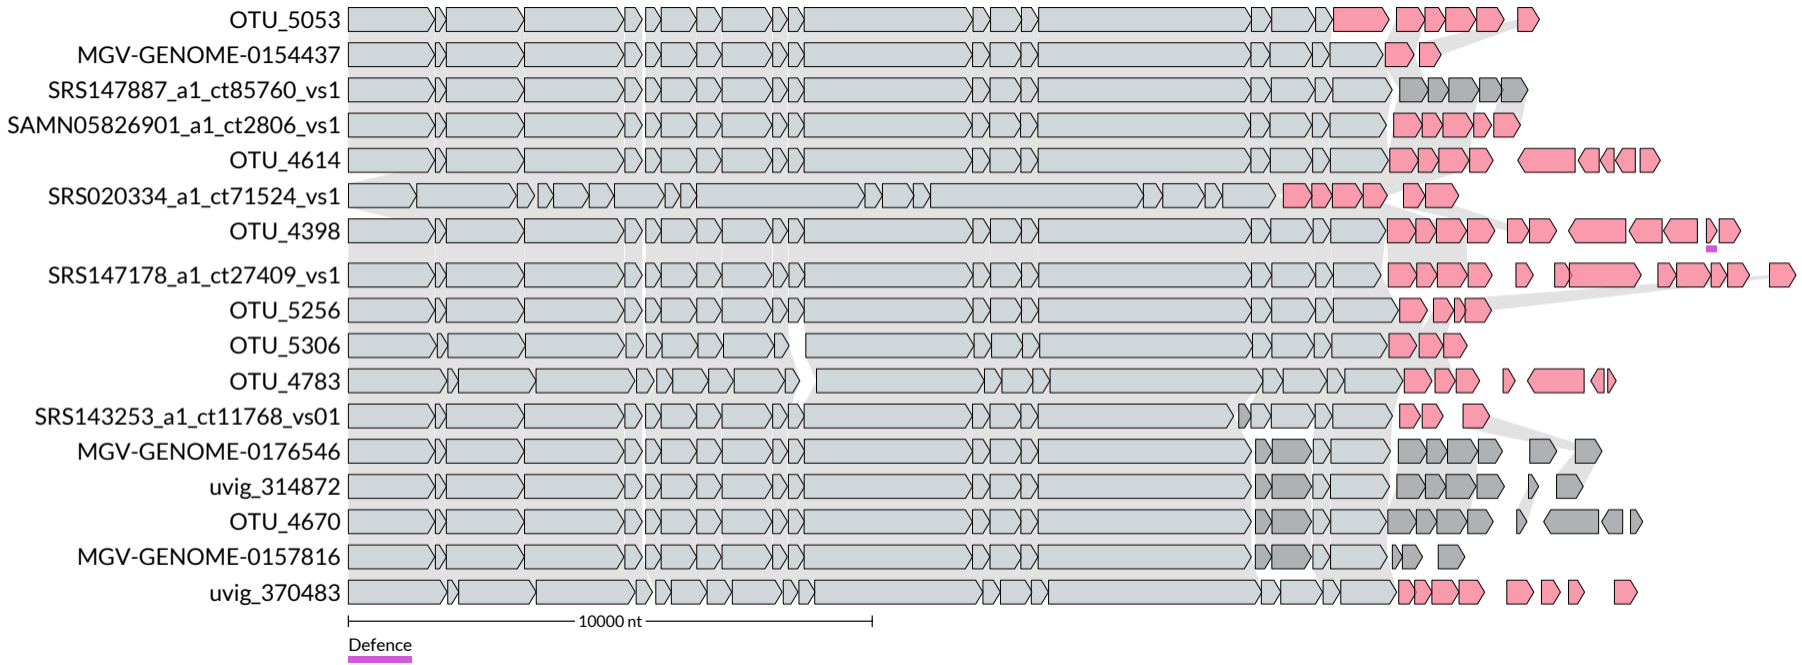 OTU_5053
MGV-GENOME-0154437
SRS147887_a1_ct85760_vs1
SAMN05826901_a1_ct2806_vs1
OTU_4614
SRS020334_a1_ct71524_vs1
OTU_4398
SRS147178_a1_ct27409_vs1
OTU_5256
OTU_5306
OTU_4783
SRS143253_a1_ct11768_vs01
MGV-GENOME-0176546
uvig_314872
OTU_4670
MGV-GENOME-0157816
uvig_370483
10000 nt
Defence